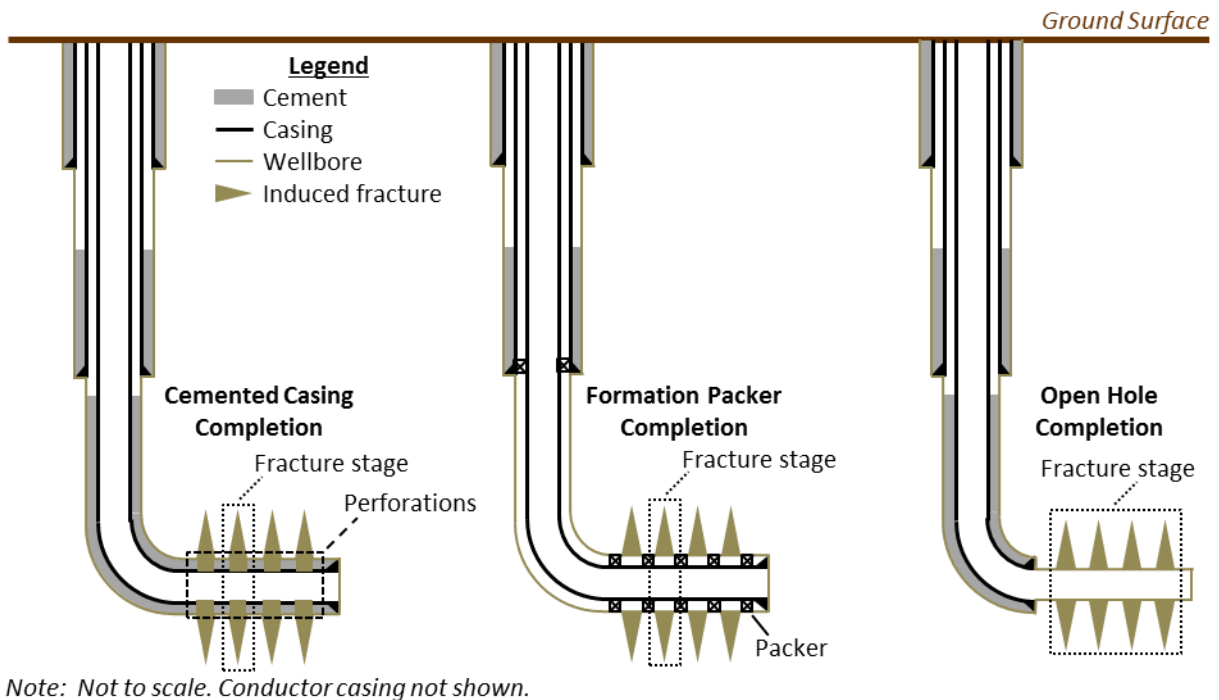 Ground Surface
Legend
Cement
Casing
Wellbore
Induced fracture
Cemented Casing
Completion
Fracture stage
Perforations
Formation Packer
Completion
Fracture stage
Packer
Open Hole
Completion
Fracture stage
Note: Not to scale. Conductor casing not shown.